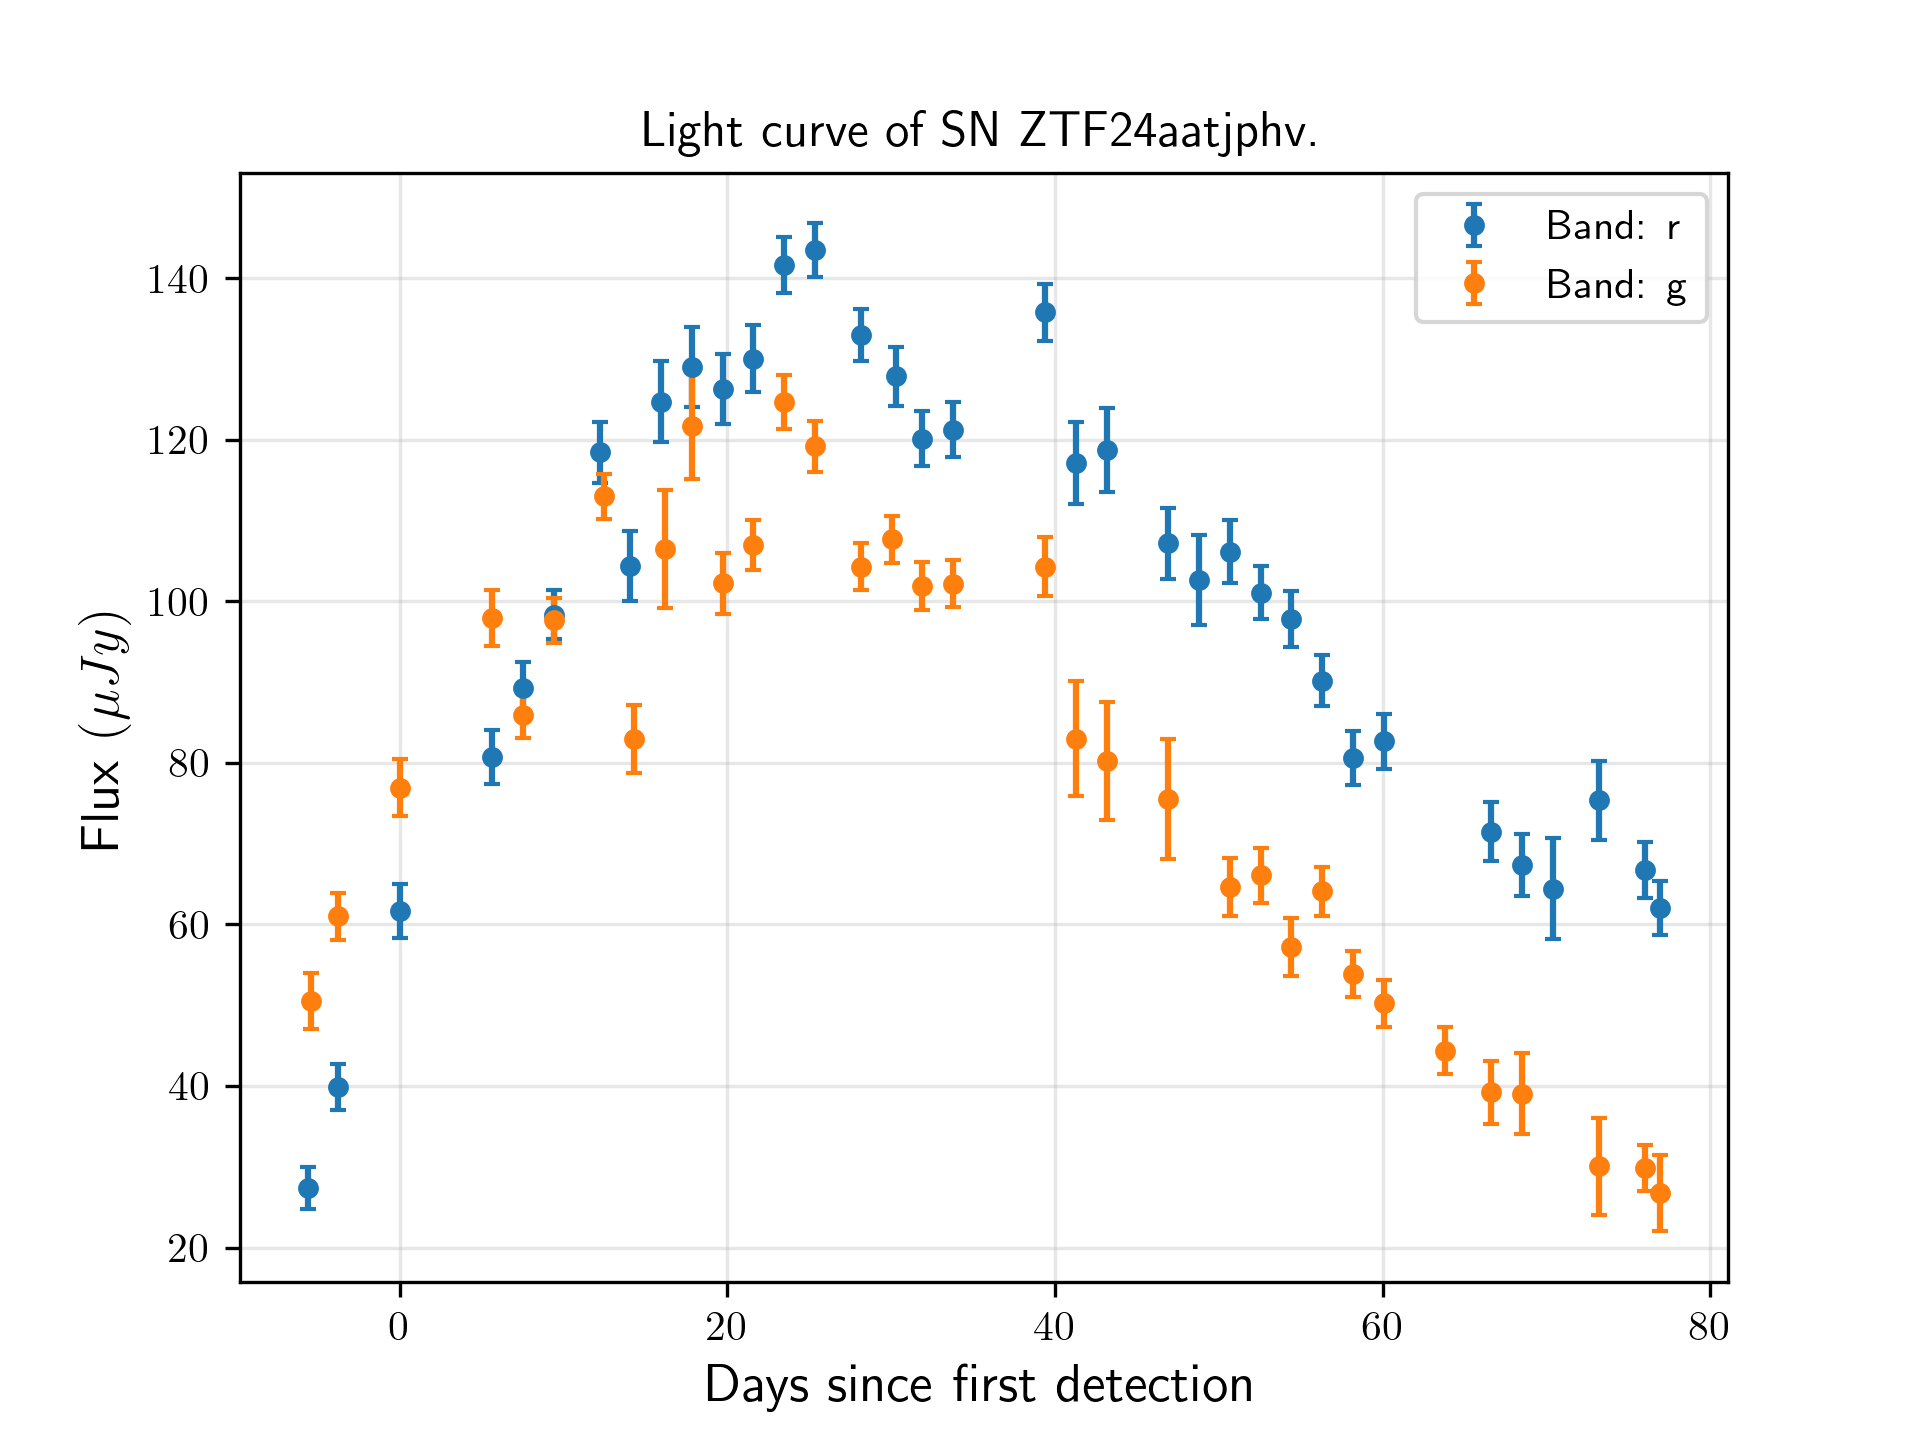 Light curve of SN ZTF24aatjphv.
Band: r
Band: g
140
120
100
80
60
40
20
Flux (μJy)
0 20 40 60 80
Days since first detection